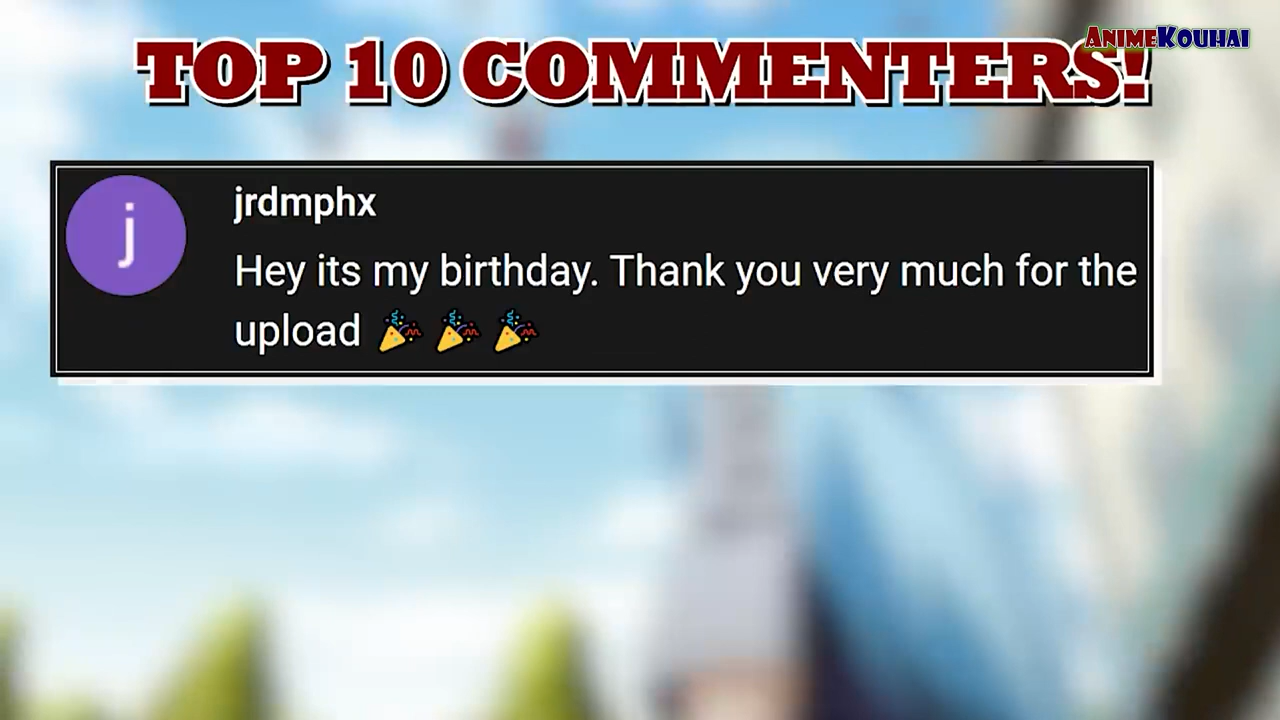 TOP 10 COMMENTERS!
ANIMEKOUHAI
j
jrdmphx
Hey its my birthday. Thank you very much for the
upload 🎉 🎉 🎉